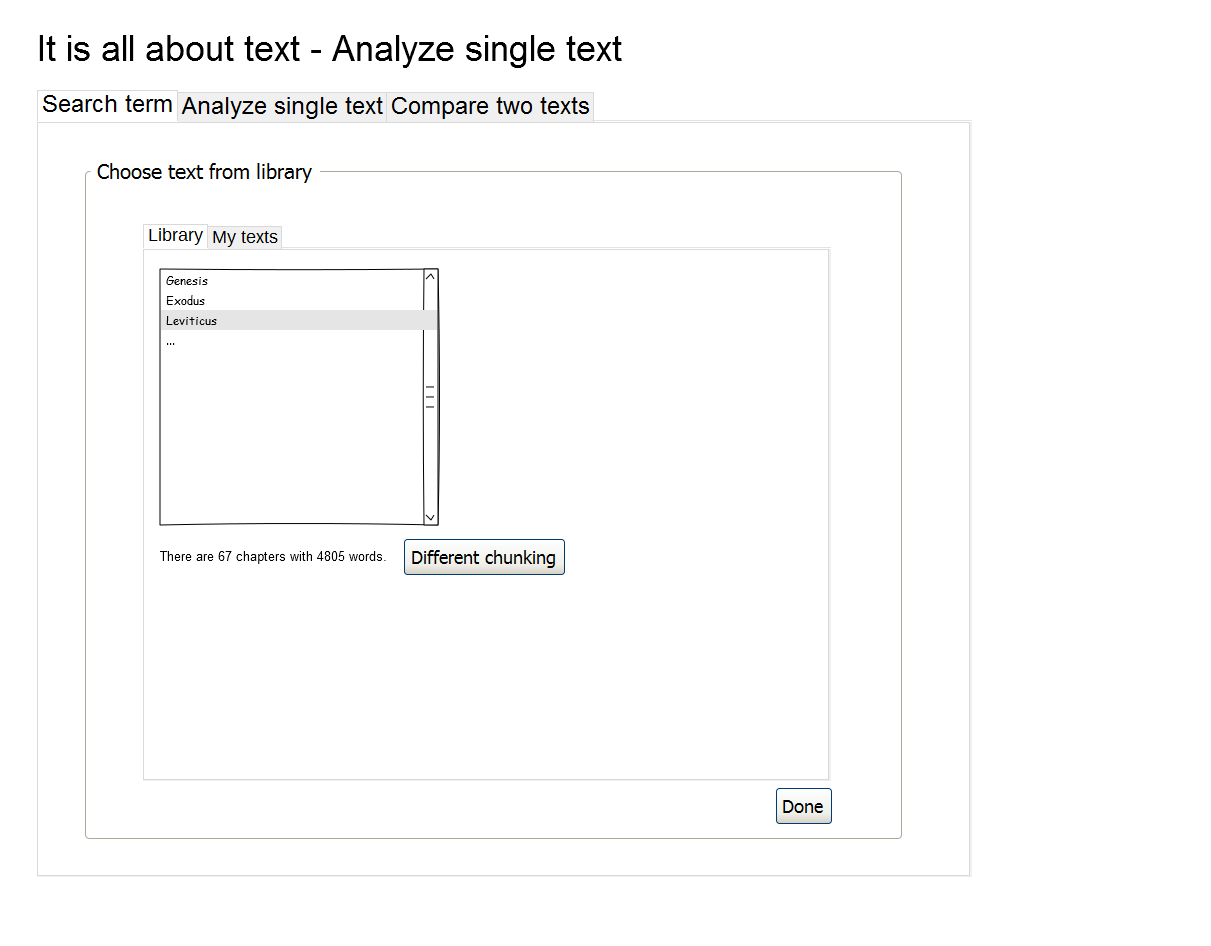 It is all about text - Analyze single text
Search term Analyze single text Compare two texts
Choose text from library
Library My texts
Genesis
Exodus
Leviticus
...
There are 67 chapters with 4805 words. Different chunking
Done